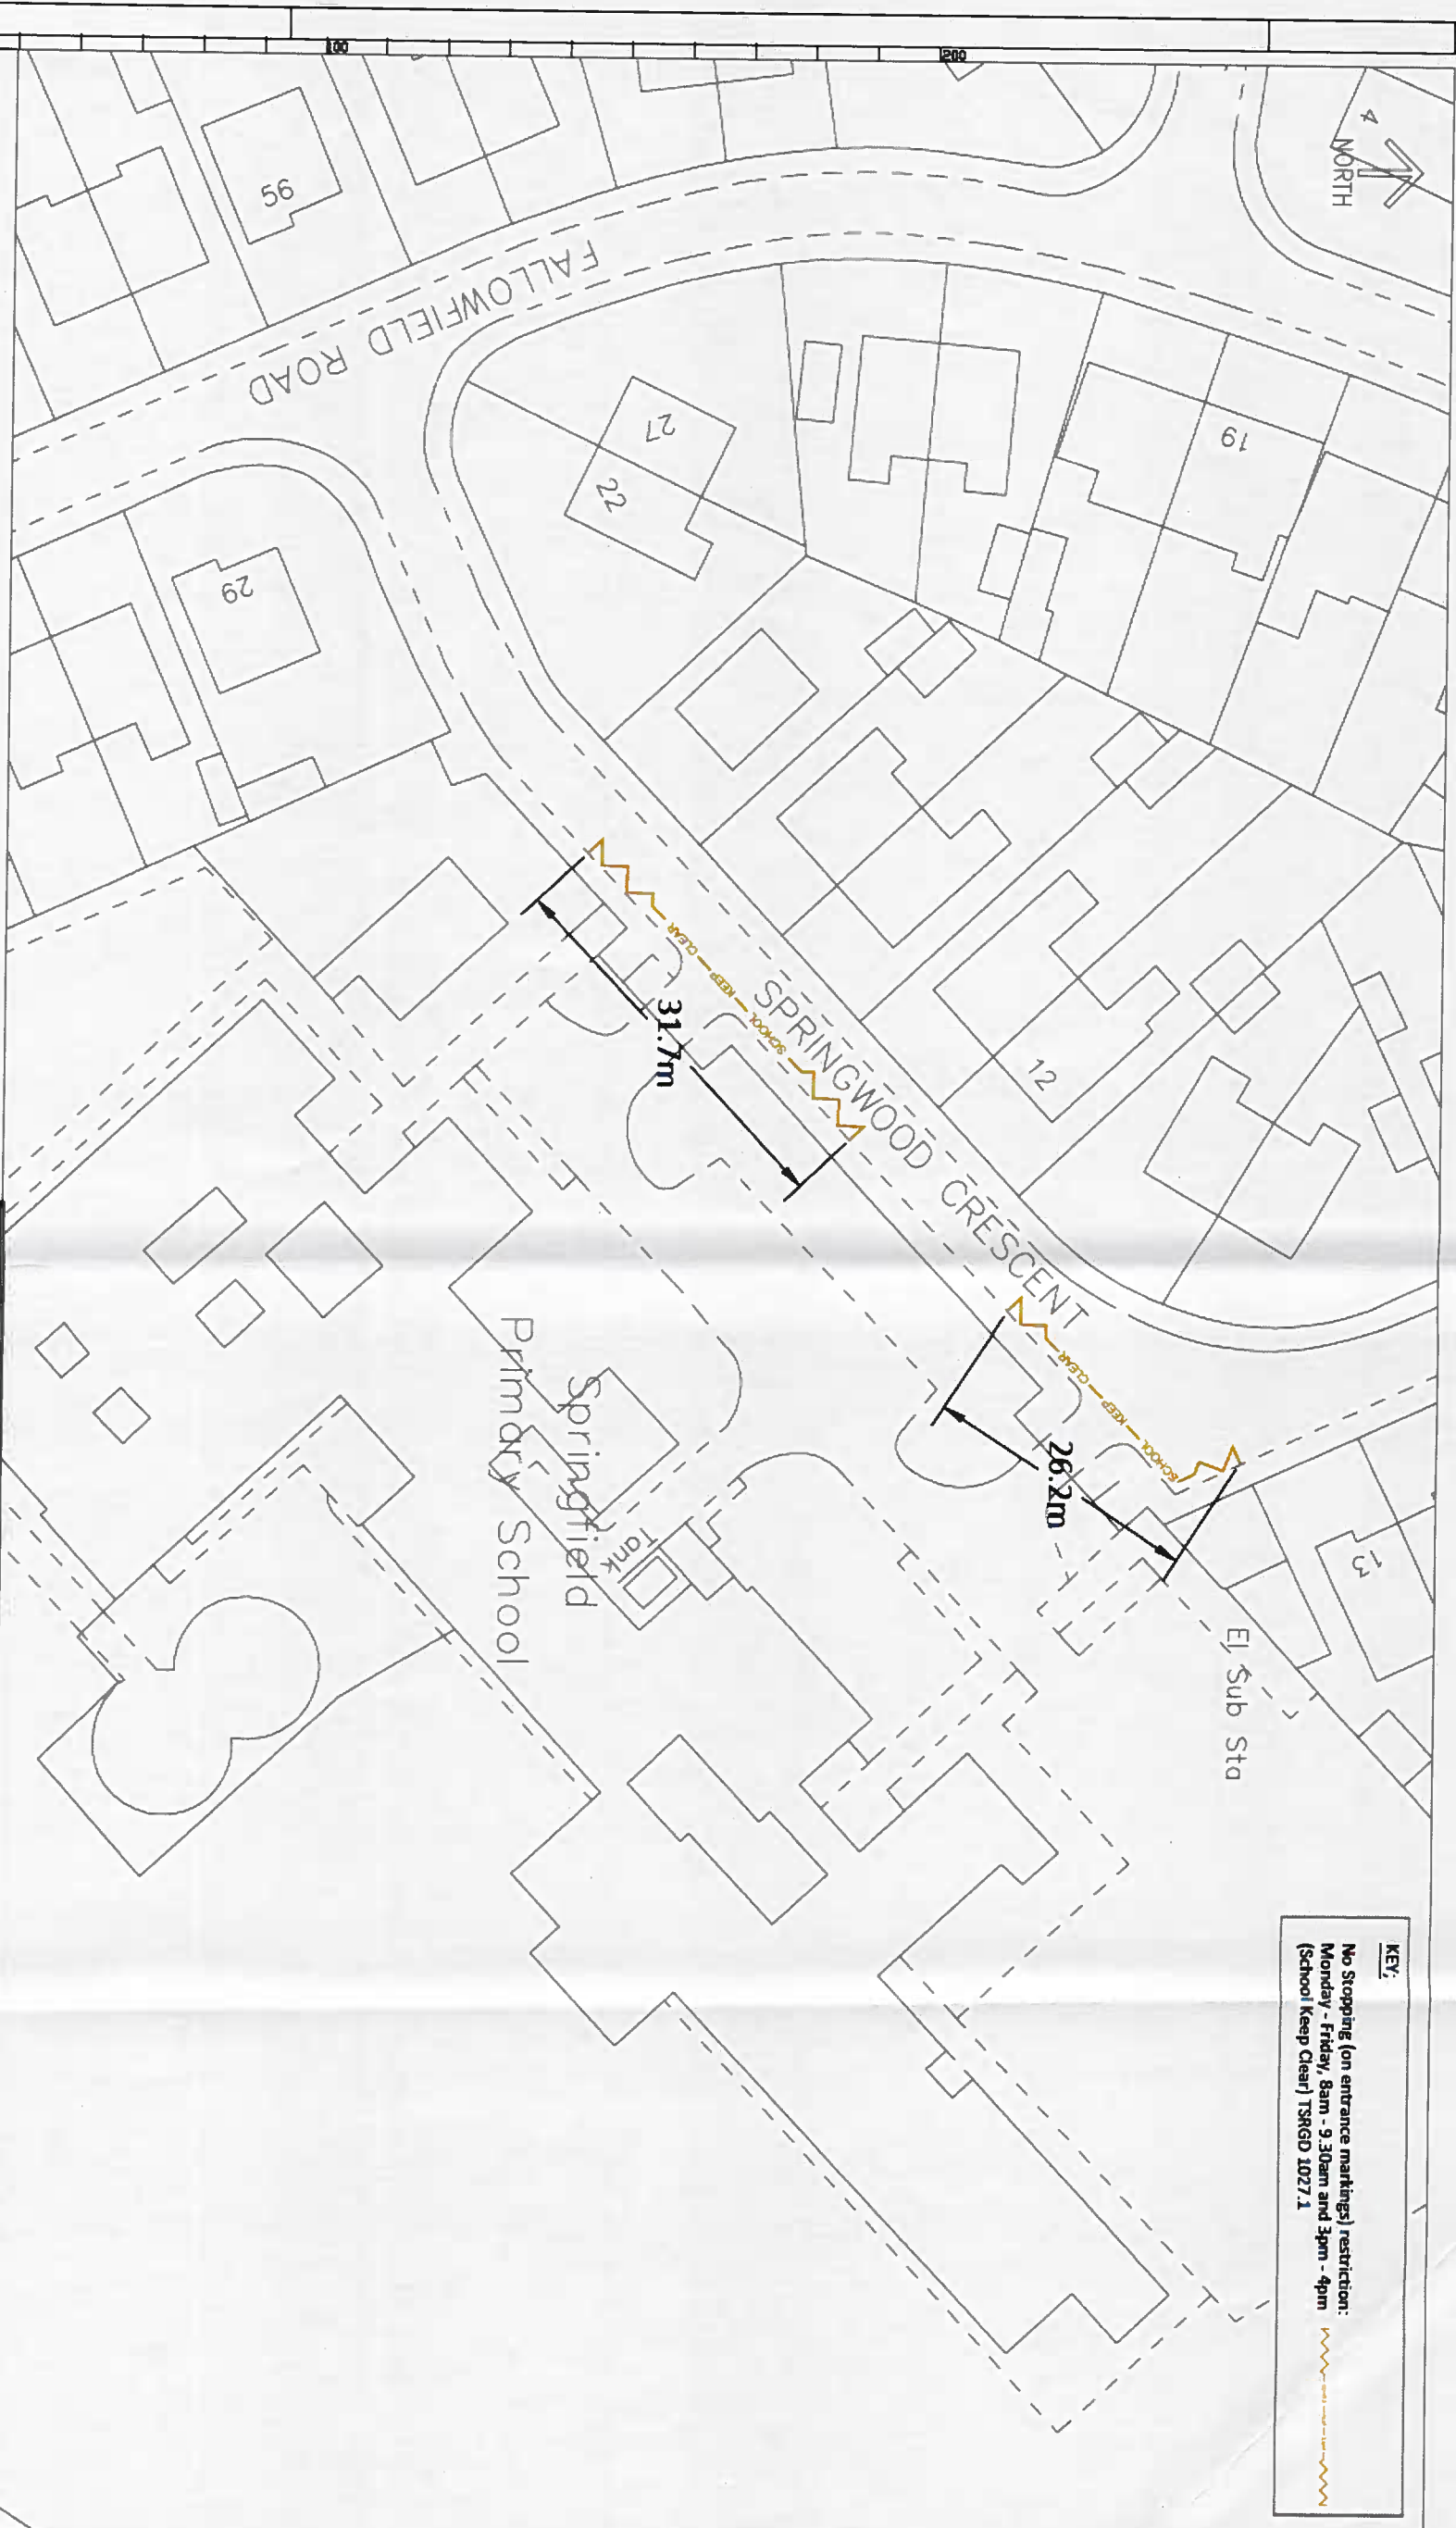 100
200
4
NORTH
56
FALLOWFIELD ROAD
27
22
19
29
12
SPRINGWOOD CRESCENT
SCHOOL KEEP CLEAR
31.7m
SCHOOL KEEP CLEAR
26.2m
13
El Sub Sta
Springfield
Primary School
Tank
KEY;
No Stopping (on entrance markings) restriction:
Monday - Friday, 8am - 9.30am and 3pm - 4pm
(School Keep Clear) TSRGD 1027.1